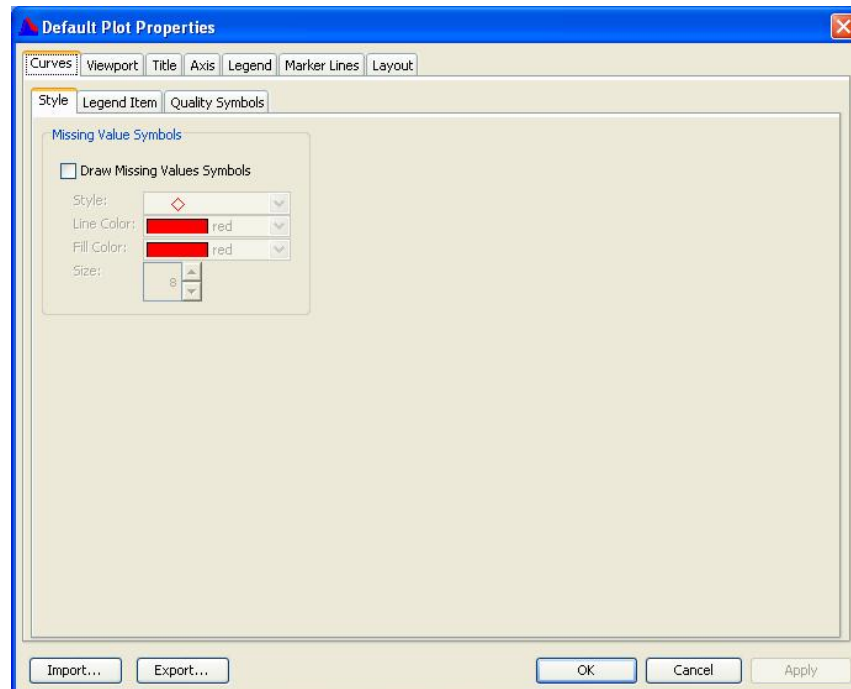 Default Plot Properties
Curves Viewport Title Axis Legend Marker Lines Layout
Style Legend Item Quality Symbols
Missing Value Symbols
Draw Missing Values Symbols
Style:
Line Color: red
Fill Color: red
Size: 8
Import... Export... OK Cancel Apply